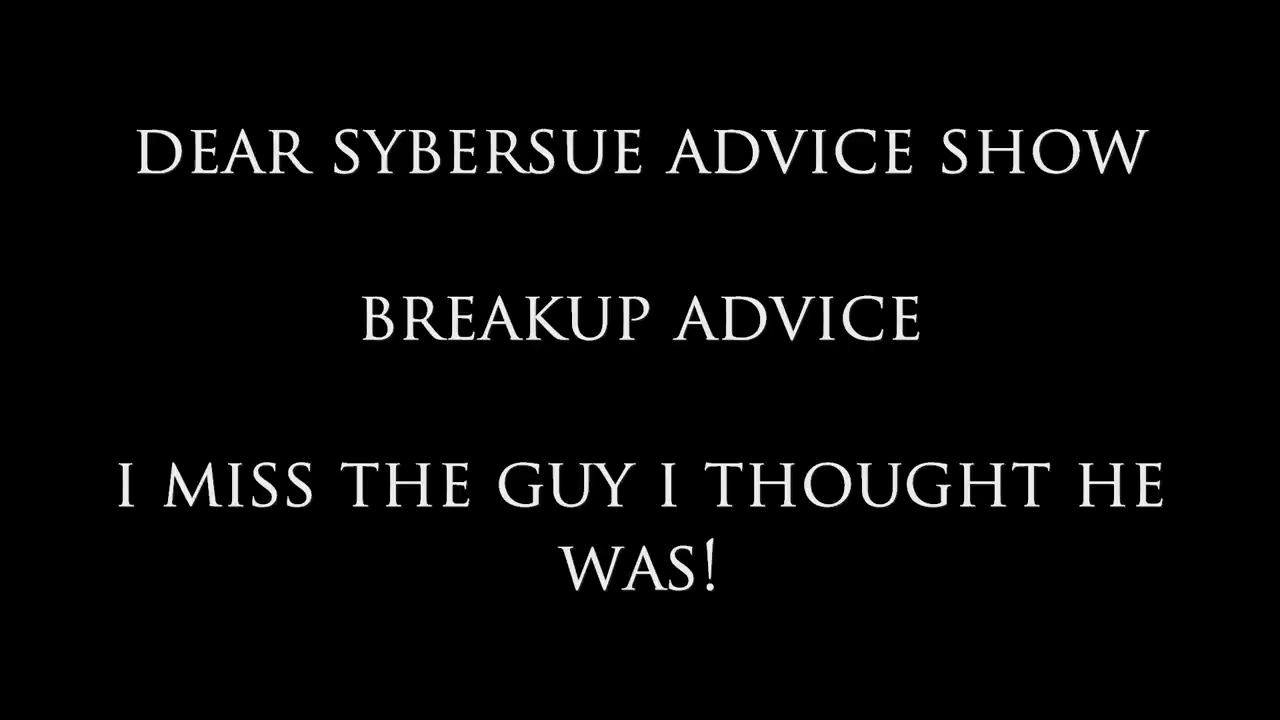 DEAR SYBERSUE ADVICE SHOW
BREAKUP ADVICE
I MISS THE GUY I THOUGHT HE
WAS!